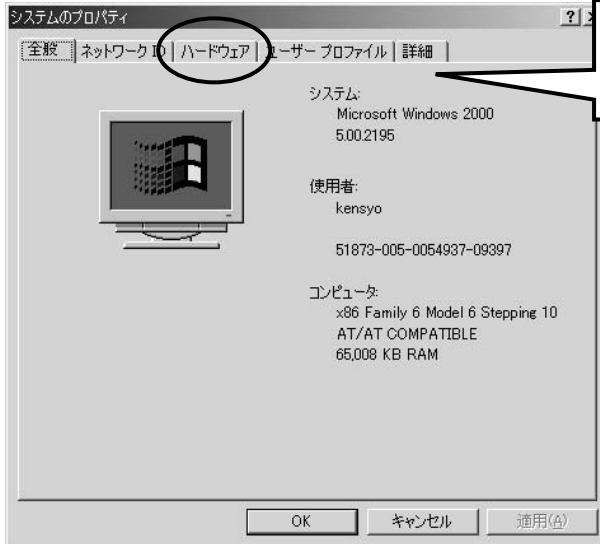 システムのプロパティ
全般 ネットワーク ID ハードウェア ユーザー プロファイル 詳細
システム:
Microsoft Windows 2000
5.00.2195
使用者:
kensyo
51873-005-0054937-09397
コンピュータ:
x86 Family 6 Model 6 Stepping 10
AT/AT COMPATIBLE
65,008 KB RAM
OK キャンセル 適用(A)